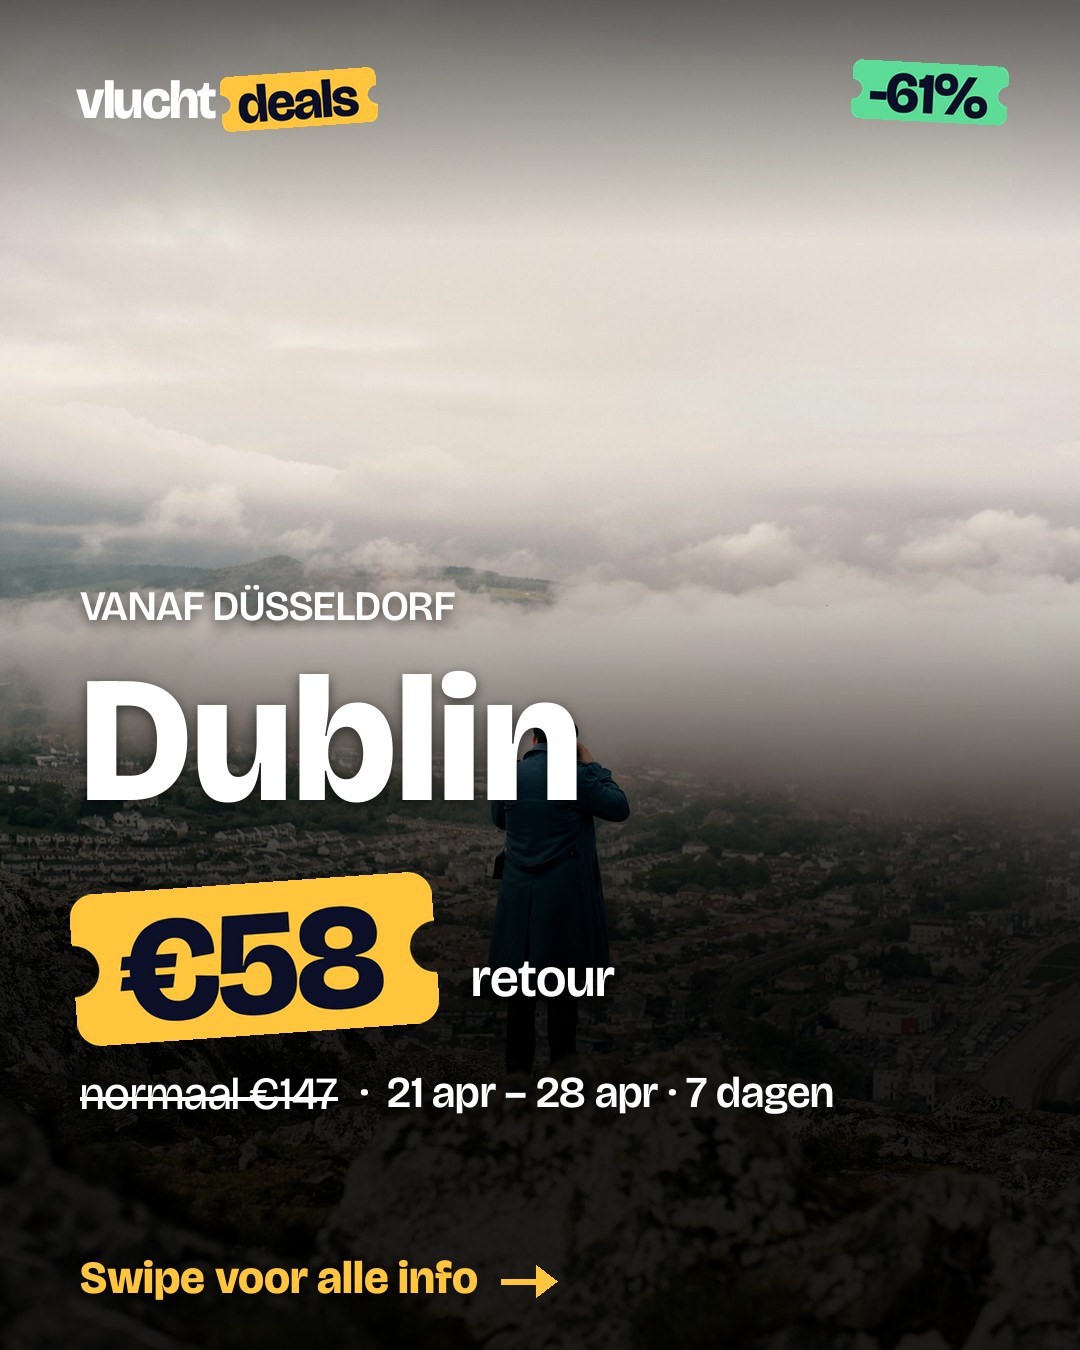 vlucht deals
-61%
VANAF DÜSSELDORF
Dublin
€58
retour
normaal €147 · 21 apr – 28 apr · 7 dagen
Swipe voor alle info →